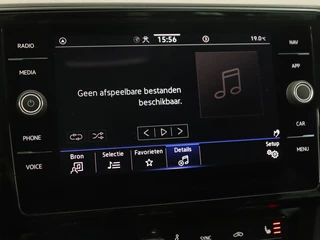 15:56
19.0°C
RADIO
NAV
MEDIA
APP
Geen afspeelbare bestanden
beschikbaar.
PHONE
CAR
VOICE
MENU
Bron
Selectie
Favorieten
Details
Setup
SYNC